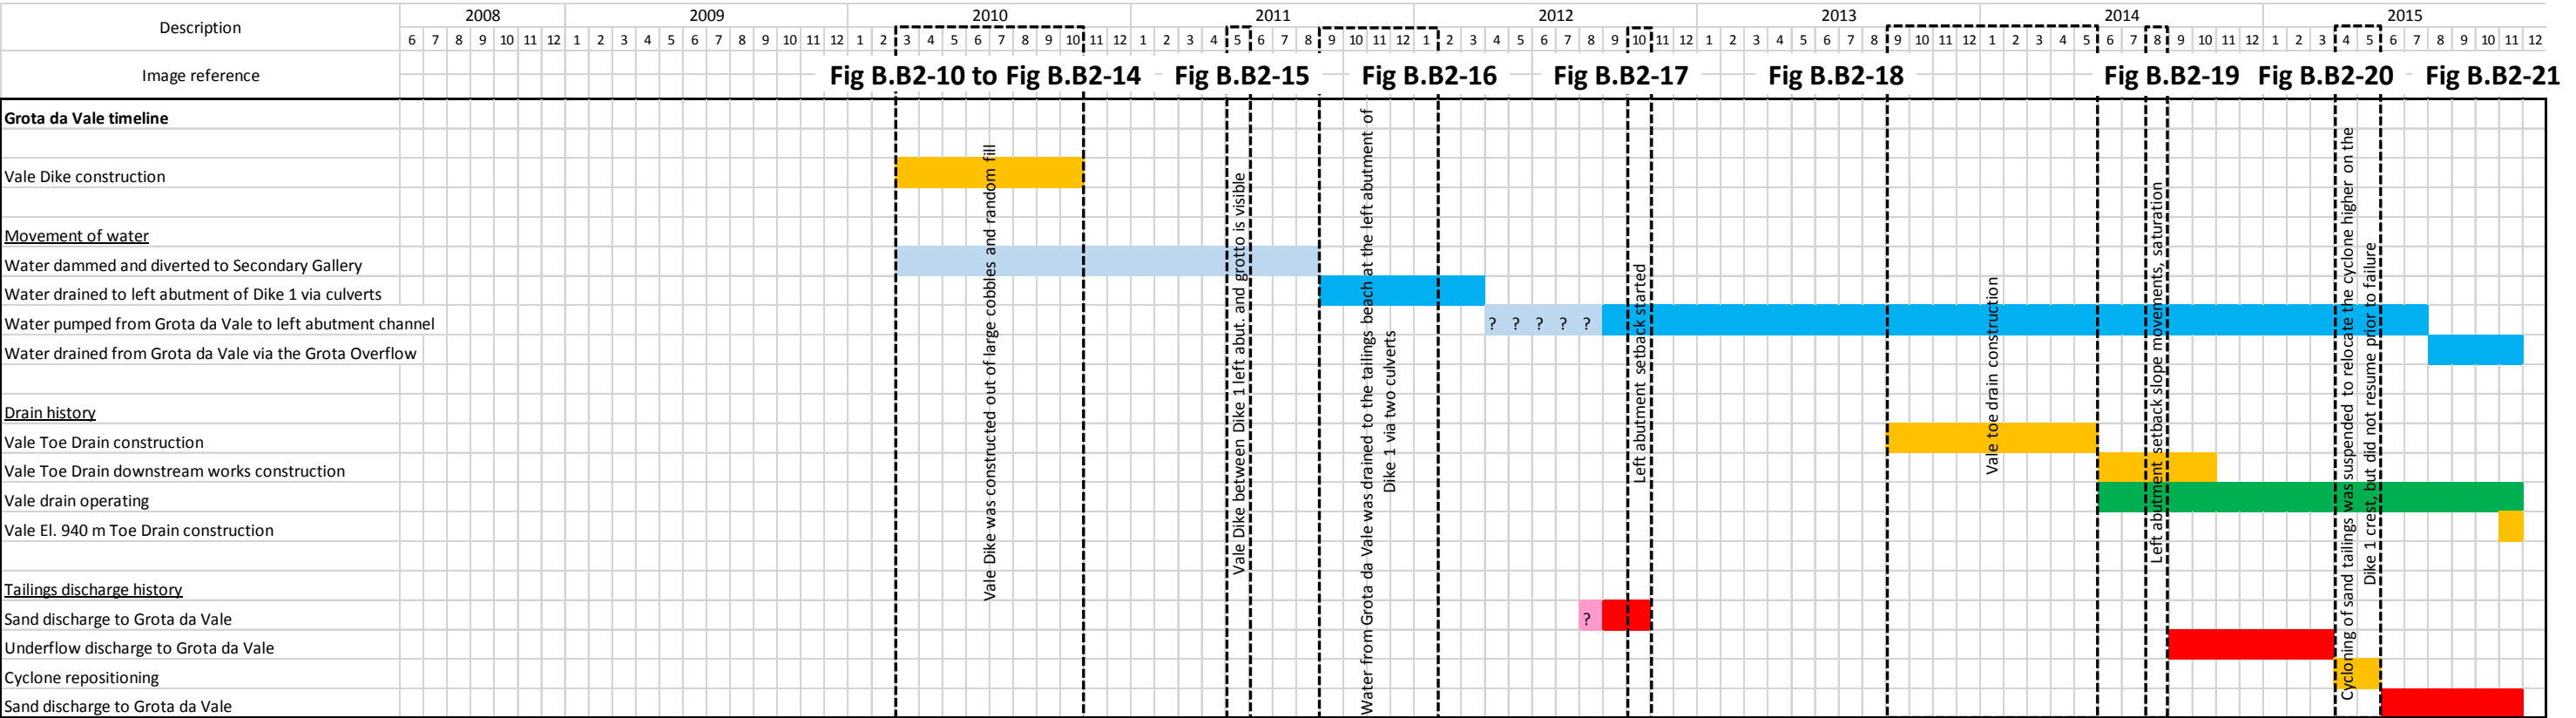 Description
2008 2009 2010 2011 2012 2013 2014 2015
6 7 8 9 10 11 12 1 2 3 4 5 6 7 8 9 10 11 12 1 2 3 4 5 6 7 8 9 10 11 12 1 2 3 4 5 6 7 8 9 10 11 12 1 2 3 4 5 6 7 8 9 10 11 12 1 2 3 4 5 6 7 8 9 10 11 12 1 2 3 4 5 6 7 8 9 10 11 12 1 2 3 4 5 6 7 8 9 10 11 12
Image reference
Fig B.B2-10 to Fig B.B2-14 Fig B.B2-15 Fig B.B2-16 Fig B.B2-17 Fig B.B2-18 Fig B.B2-19 Fig B.B2-20 Fig B.B2-21
Grota da Vale timeline
Vale Dike construction
Movement of water
Water dammed and diverted to Secondary Gallery
Water drained to left abutment of Dike 1 via culverts
Water pumped from Grota da Vale to left abutment channel
? ? ? ? ?
Water drained from Grota da Vale via the Grota Overflow
Drain history
Vale Toe Drain construction
Vale Toe Drain downstream works construction
Vale drain operating
Vale El. 940 m Toe Drain construction
Tailings discharge history
Sand discharge to Grota da Vale
?
Underflow discharge to Grota da Vale
Cyclone repositioning
Sand discharge to Grota da Vale
Vale Dike was constructed out of large cobbles and random fill
Vale Dike between Dike 1 left abut. and grotto is visible
Water from Grota da Vale was drained to the tailings beach at the left abutment of
Dike 1 via two culverts
Left abutment setback started
Vale toe drain construction
Left abutment setback slope movements, saturation
Cycloning of sand tailings was suspended to relocate the cyclone higher on the
Dike 1 crest, but did not resume prior to failure